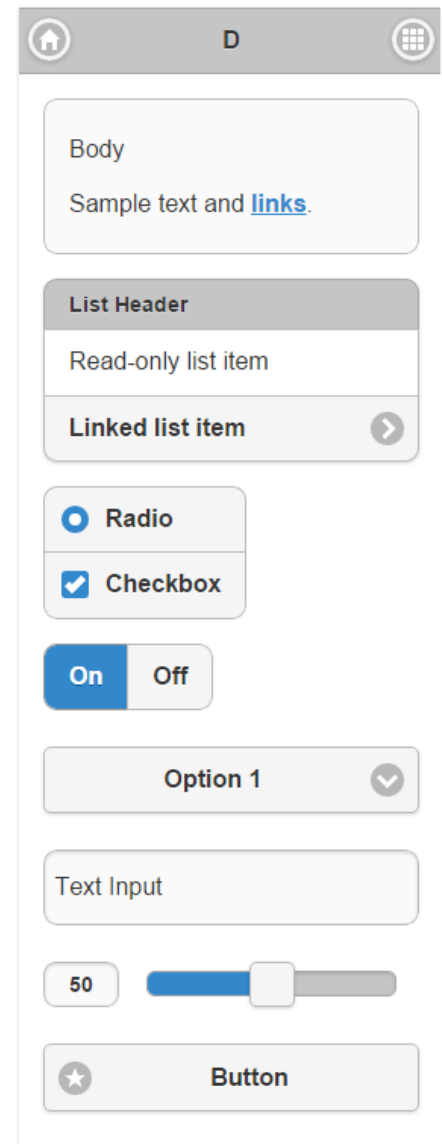 D
Body
Sample text and links.
List Header
Read-only list item
Linked list item
Radio
Checkbox
On Off
Option 1
Text Input
50
Button